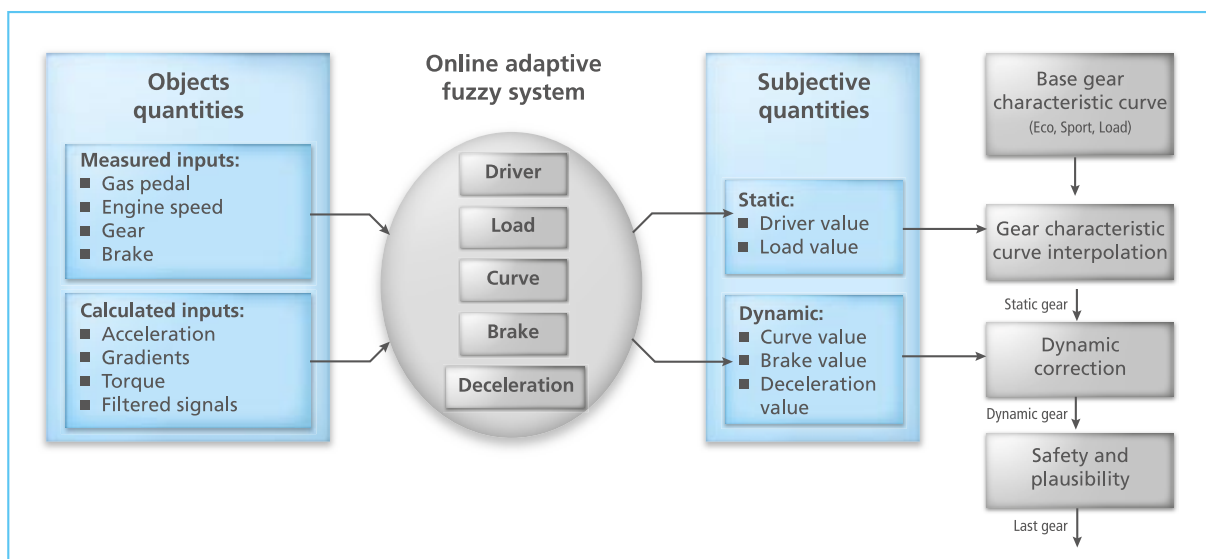 Objects
quantities
Measured inputs:
■ Gas pedal
■ Engine speed
■ Gear
■ Brake
Calculated inputs:
■ Acceleration
■ Gradients
■ Torque
■ Filtered signals
Online adaptive
fuzzy system
Driver
Load
Curve
Brake
Deceleration
Subjective
quantities
Static:
■ Driver value
■ Load value
Dynamic:
■ Curve value
■ Brake value
■ Deceleration
value
Base gear
characteristic curve
(Eco, Sport, Load)
Gear characteristic
curve interpolation
Static gear
Dynamic
correction
Dynamic gear
Safety and
plausibility
Last gear